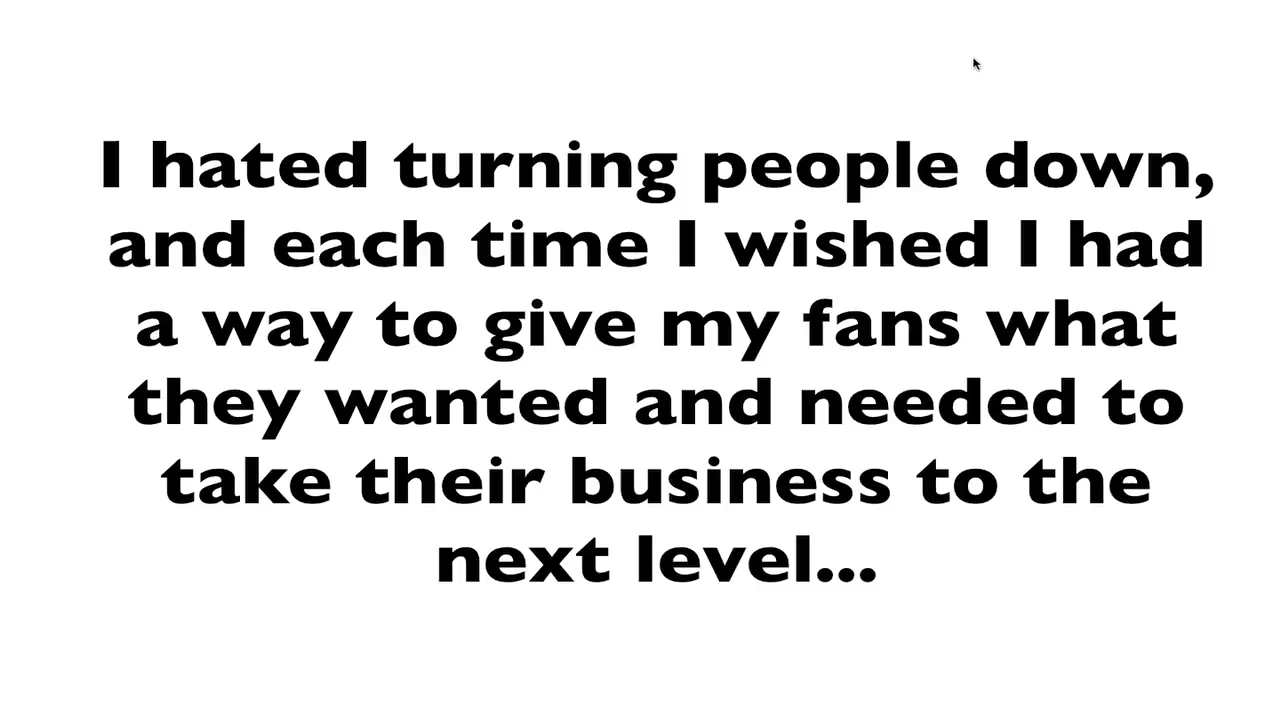 I hated turning people down,
and each time I wished I had
a way to give my fans what
they wanted and needed to
take their business to the
next level...